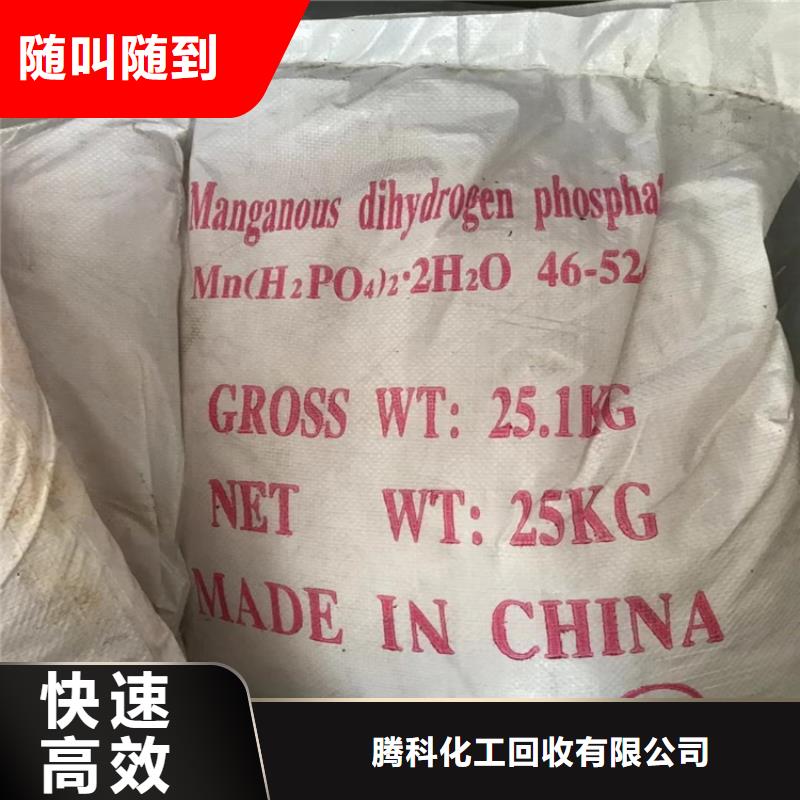 随叫随到
Manganous dihydrogen phosphat
Mn(H₂PO₄)₂·2H₂O 46-52
GROSS WT: 25.1KG
NET WT: 25KG
MADE IN CHINA
快速
高效
腾科化工回收有限公司